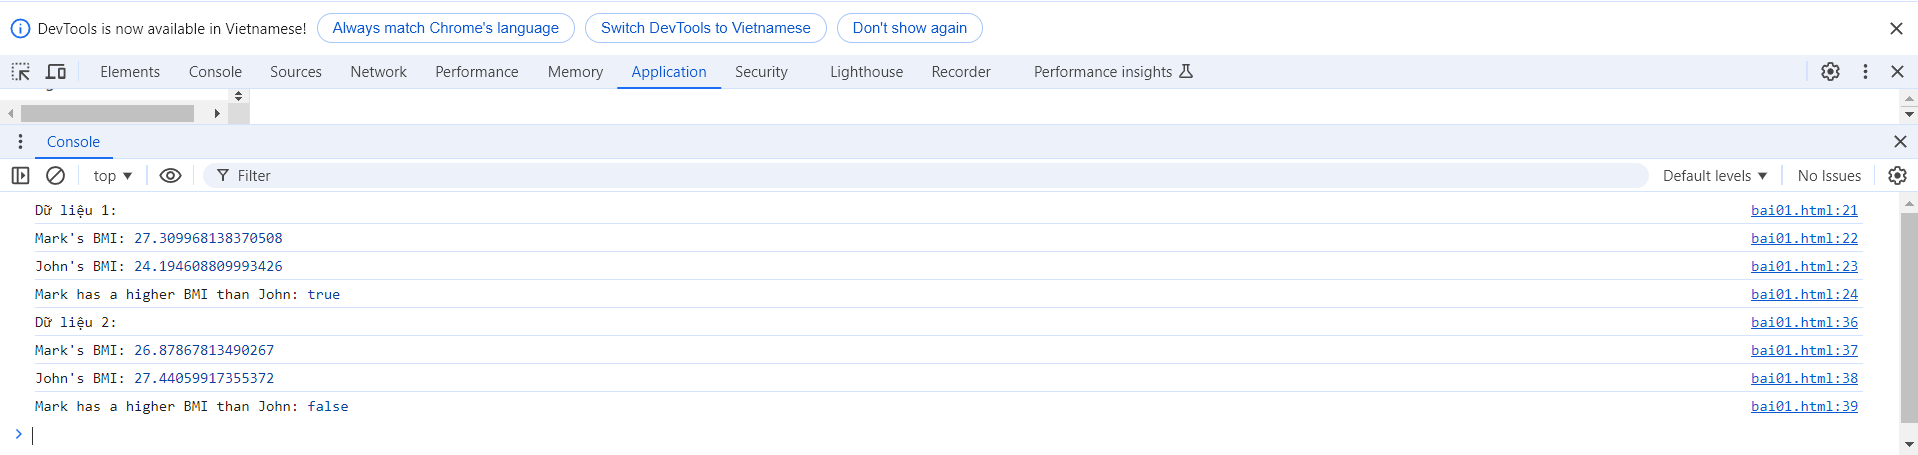 DevTools is now available in Vietnamese! Always match Chrome's language Switch DevTools to Vietnamese Don't show again
Elements Console Sources Network Performance Memory Application Security Lighthouse Recorder Performance insights
Console
top Filter Default levels No Issues
Dữ liệu 1: bai01.html:21
Mark's BMI: 27.309968138370508 bai01.html:22
John's BMI: 24.194608809993426 bai01.html:23
Mark has a higher BMI than John: true bai01.html:24
Dữ liệu 2: bai01.html:36
Mark's BMI: 26.87867813490267 bai01.html:37
John's BMI: 27.44059917355372 bai01.html:38
Mark has a higher BMI than John: false bai01.html:39